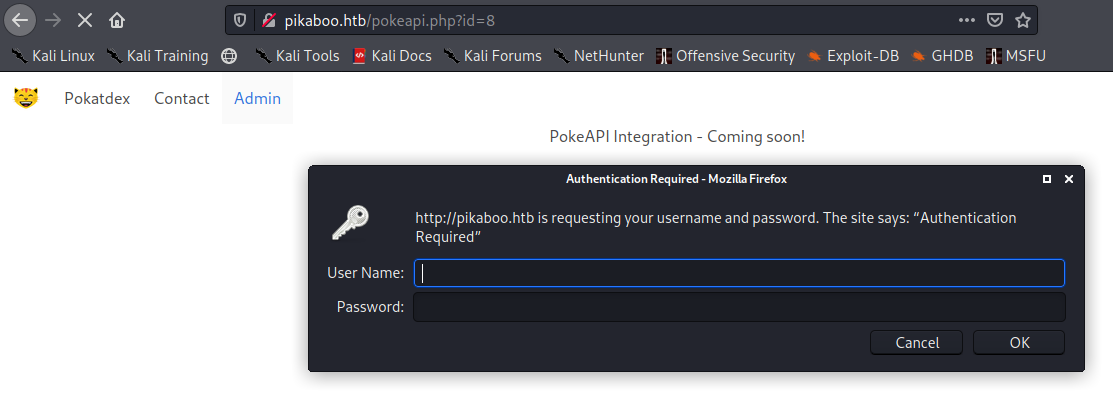 pikaboo.htb/pokeapi.php?id=8
Kali Linux Kali Training Kali Tools Kali Docs Kali Forums NetHunter Offensive Security Exploit-DB GHDB MSFU
Pokatdex Contact Admin
PokeAPI Integration - Coming soon!
Authentication Required - Mozilla Firefox
http://pikaboo.htb is requesting your username and password. The site says: “Authentication
Required”
User Name:
Password:
Cancel OK